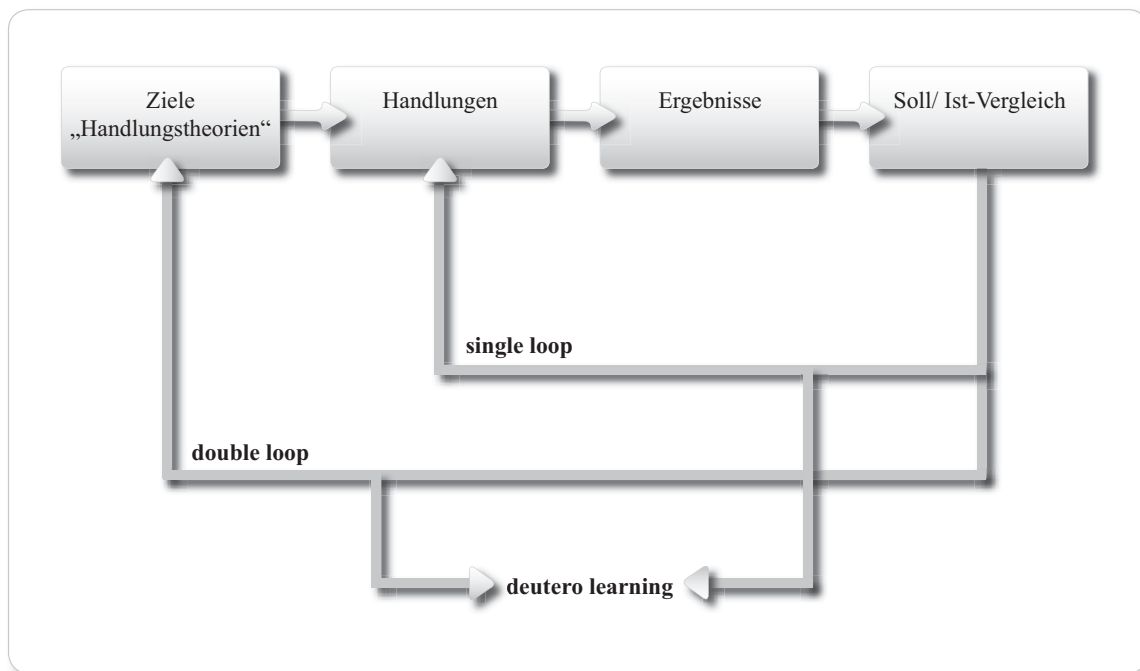 Ziele
„Handlungstheorien“
Handlungen
Ergebnisse
Soll/ Ist-Vergleich
single loop
double loop
deutero learning